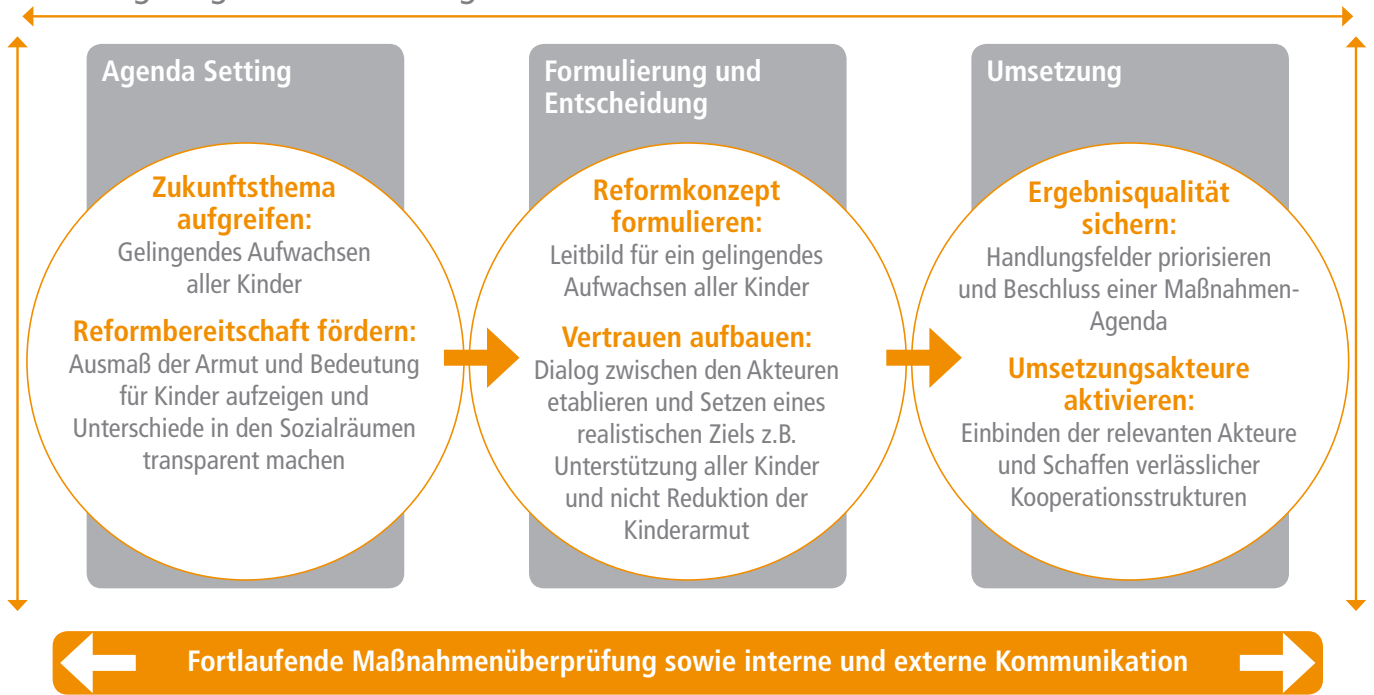 Agenda Setting
Zukunftsthema
aufgreifen:
Gelingendes Aufwachsen
aller Kinder
Reformbereitschaft fördern:
Ausmaß der Armut und Bedeutung
für Kinder aufzeigen und
Unterschiede in den Sozialräumen
transparent machen
Formulierung und
Entscheidung
Reformkonzept
formulieren:
Leitbild für ein gelingendes
Aufwachsen aller Kinder
Vertrauen aufbauen:
Dialog zwischen den Akteuren
etablieren und Setzen eines
realistischen Ziels z.B.
Unterstützung aller Kinder
und nicht Reduktion der
Kinderarmut
Umsetzung
Ergebnisqualität
sichern:
Handlungsfelder priorisieren
und Beschluss einer Maßnahmen-
Agenda
Umsetzungsakteure
aktivieren:
Einbinden der relevanten Akteure
und Schaffen verlässlicher
Kooperationsstrukturen
Fortlaufende Maßnahmenüberprüfung sowie interne und externe Kommunikation